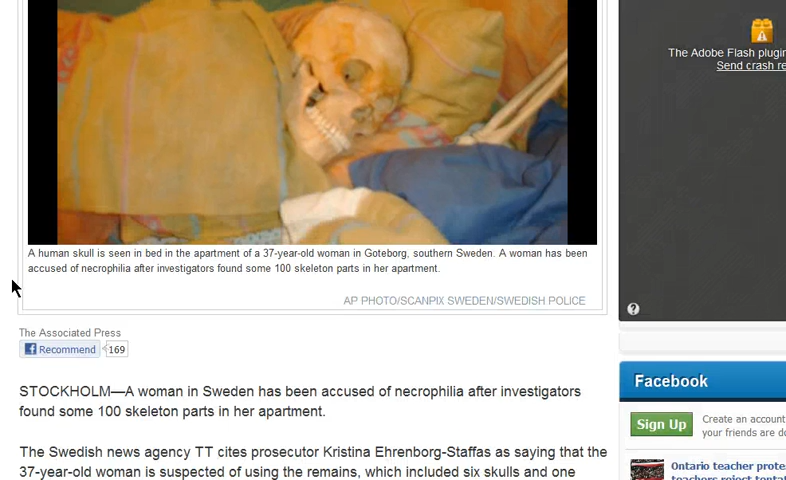 A human skull is seen in bed in the apartment of a 37-year-old woman in Goteborg, southern Sweden. A woman has been
accused of necrophilia after investigators found some 100 skeleton parts in her apartment.
AP PHOTO/SCANPIX SWEDEN/SWEDISH POLICE
The Associated Press
Recommend 169
STOCKHOLM—A woman in Sweden has been accused of necrophilia after investigators
found some 100 skeleton parts in her apartment.
The Swedish news agency TT cites prosecutor Kristina Ehrenborg-Staffas as saying that the
37-year-old woman is suspected of using the remains, which included six skulls and one
The Adobe Flash plugin
Send crash re
?
Facebook
Sign Up
Create an account
your friends are do
Ontario teacher prote
teachers reject tentat